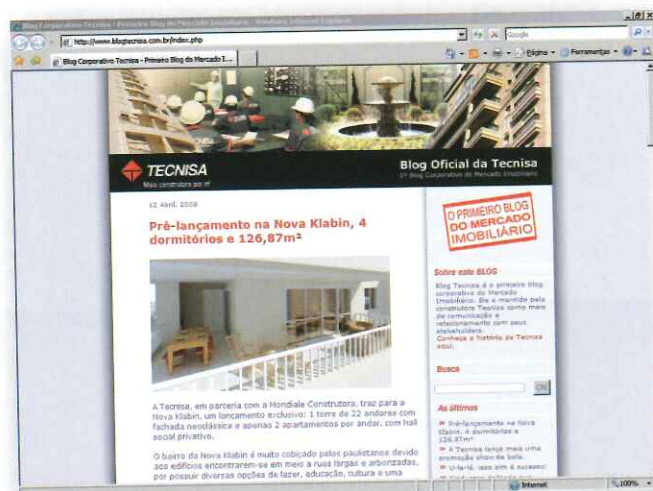 Blog Corporativo Tecnisa - Primeiro Blog do Mercado Imobiliário - Windows Internet Explorer
http://www.blogtecnisa.com.br/index.php
Google
Blog Corporativo Tecnisa - Primeiro Blog do Mercado I...
Página
Ferramentas
TECNISA
Mais construtora por m²
Blog Oficial da Tecnisa
1º Blog Corporativo do Mercado Imobiliário
12 Abril, 2008
Pré-lançamento na Nova Klabin, 4
dormitórios e 126,87m²
A Tecnisa, em parceria com a Mondiale Construtora, traz para a
Nova Klabin, um lançamento exclusivo: 1 torre de 22 andares com
fachada neoclássica e apenas 2 apartamentos por andar, com hall
social privativo.
O bairro da Nova Klabin é muito cobiçado pelos paulistanos devido
aos edifícios encontrarem-se em meio a ruas largas e arborizadas,
por possuir diversas opções de lazer, educação, cultura e uma
O PRIMEIRO BLOG
DO MERCADO
IMOBILIÁRIO
Sobre este BLOG
Blog Tecnisa é o primeiro blog
corporativo do Mercado
Imobiliário. Ele é mantido pela
construtora Tecnisa como meio
de comunicação e
relacionamento com seus
stakeholders.
Conheça a história da Tecnisa
aqui.
Busca
OK
As últimas
Pré-lançamento na Nova
Klabin, 4 dormitórios e
126,87m²
A Tecnisa lança mais uma
promoção show de bola.
U-la-lá, isso sim é sucesso!
Internet
100%